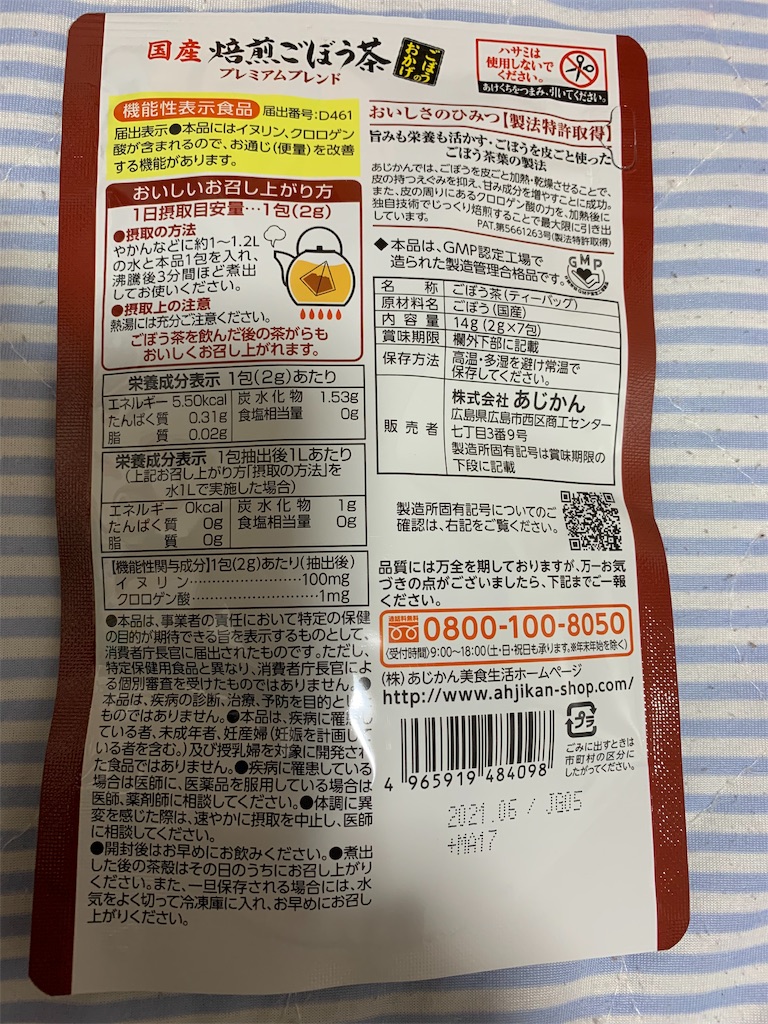 国産 焙煎ごぼう茶
プレミアムブレンド
ごぼう
のおかげ
ハサミは
使用しないで
ください。
あけくちをつまみ、引いてください。
機能性表示食品 届出番号:D461
届出表示●本品にはイヌリン、クロロゲン
酸が含まれるので、お通じ(便量)を改善
する機能があります。
おいしいお召し上がり方
1日摂取目安量…1包(2g)
●摂取の方法
やかんなどに約1〜1.2L
の水と本品1包を入れ、
沸騰後3分間ほど煮出
してお使いください。
●摂取上の注意
熱湯には充分ご注意ください。
ごぼう茶を飲んだ後の茶がらも
おいしくお召し上がれます。
栄養成分表示 1包(2g)あたり
エネルギー 5.50kcal 炭水化物 1.53g
たんぱく質 0.31g 食塩相当量 0g
脂質 0.02g
栄養成分表示 1包抽出後1Lあたり
(上記お召し上がり方「摂取の方法」を
水1Lで実施した場合)
エネルギー 0kcal 炭水化物 1g
たんぱく質 0g 食塩相当量 0g
脂質 0g
【機能性関与成分】1包(2g)あたり(抽出後)
イヌリン……………………100mg
クロロゲン酸…………………1mg
●本品は、事業者の責任において特定の保健
の目的が期待できる旨を表示するものとして、
消費者庁長官に届出されたものです。ただし、
特定保健用食品と異なり、消費者庁長官によ
る個別審査を受けたものではありません。●
本品は、疾病の診断、治療、予防を目的とし
ものではありません。●本品は、疾病に罹患し
ている者、未成年者、妊産婦(妊娠を計画し
いる者を含む。)及び授乳婦を対象に開発され
た食品ではありません。●疾病に罹患している
場合は医師に、医薬品を服用している場合は
医師、薬剤師に相談してください。●体調に異
変を感じた際は、速やかに摂取を中止し、医師
に相談してください。
●開封後はお早めにお飲みください。●煮出
した後の茶殻はその日のうちにお召し上がり
ください。また、一旦保存される場合には、水
気をよく切って冷凍庫に入れ、お早めにお召し
上がりください。
おいしさのひみつ【製法特許取得】
旨みも栄養も活かす・ごぼうを皮ごと使った
ごぼう茶葉の製法
あじかんでは、ごぼうを皮ごと加熱・乾燥させることで、
皮の持つえぐみを抑え、甘み成分を増やすことに成功。
また、皮の周りにあるクロロゲン酸の力を、加熱後に
独自技術でじっくり焙煎することで最大限に引き出
しています。
PAT.第5661263号(製法特許取得)
◆本品は、GMP認定工場で
造られた製造管理合格品です。
GMP
名称 ごぼう茶(ティーバッグ)
原材料名 ごぼう(国産)
内容量 14g(2g×7包)
賞味期限 欄外下部に記載
保存方法 高温・多湿を避け常温で
保存してください。
販売者 株式会社 あじかん
広島県広島市西区商工センター
七丁目3番9号
製造所固有記号は賞味期限の
下段に記載
製造所固有記号についてのご
確認は、右記をご覧ください。
品質には万全を期しておりますが、万一お気
づきの点がございましたら、下記までご一報
ください。
通話料無料
0800-100-8050
〈受付時間〉9:00〜18:00(土・日・祝日も承ります。※年末年始を除く)
(株)あじかん美食生活ホームページ
http://www.ahjikan-shop.com/
4 965919 484098
プラ
ごみに出すときは
市町村の区分に
したがってください。
2021.06 / JG05
+MA17